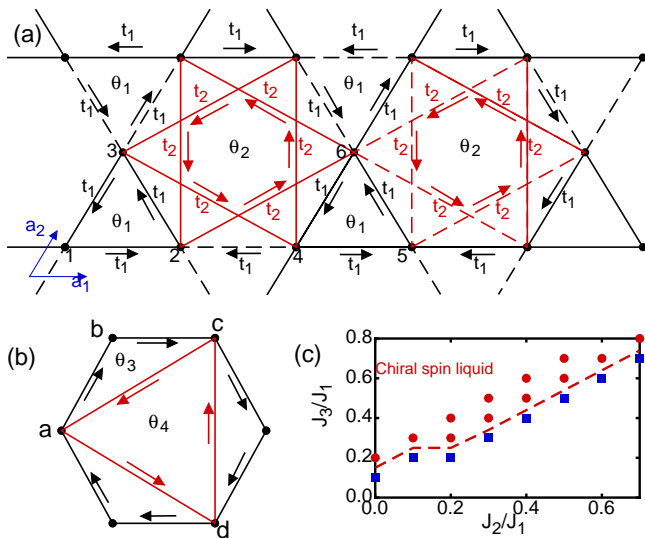 (a)
t₁ t₁ t₁ t₁
θ₁ θ₁
t₁ t₁ t₂ t₂ t₁ t₁ t₂ t₂ t₁
3 t₂ θ₂ t₂ 6 t₂ θ₂ t₂
t₁ t₁ t₂ t₂ t₁ t₁ t₂ t₂ t₁
θ₁ θ₁
a₂
1 2 4 5
a₁ t₁ t₁ t₁ t₁
(b)
b c
θ₃
θ₄
a
d
(c)
J₃/J₁
0.8
0.6
0.4
0.2
0.0
Chiral spin liquid
0.0 0.2 0.4 0.6
J₂/J₁